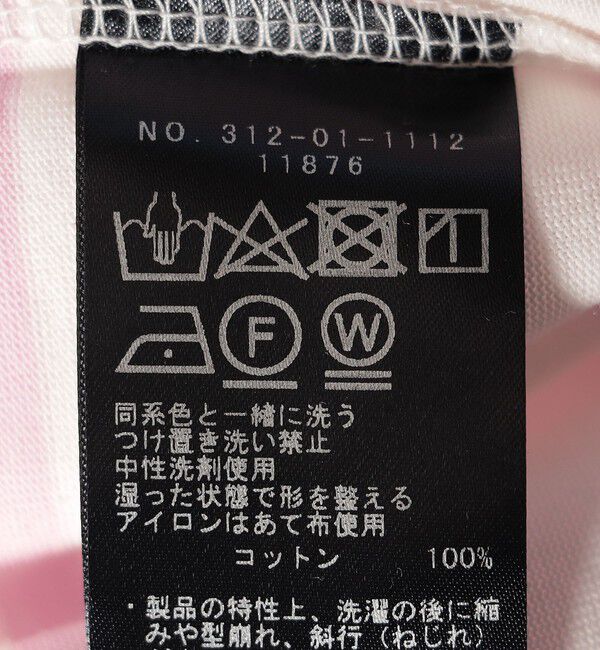 NO. 312-01-1112
11876
F W
同系色と一緒に洗う
つけ置き洗い禁止
中性洗剤使用
湿った状態で形を整える
アイロンはあて布使用
コットン 100%
・製品の特性上、洗濯の後に縮
みや型崩れ、斜行（ねじれ）